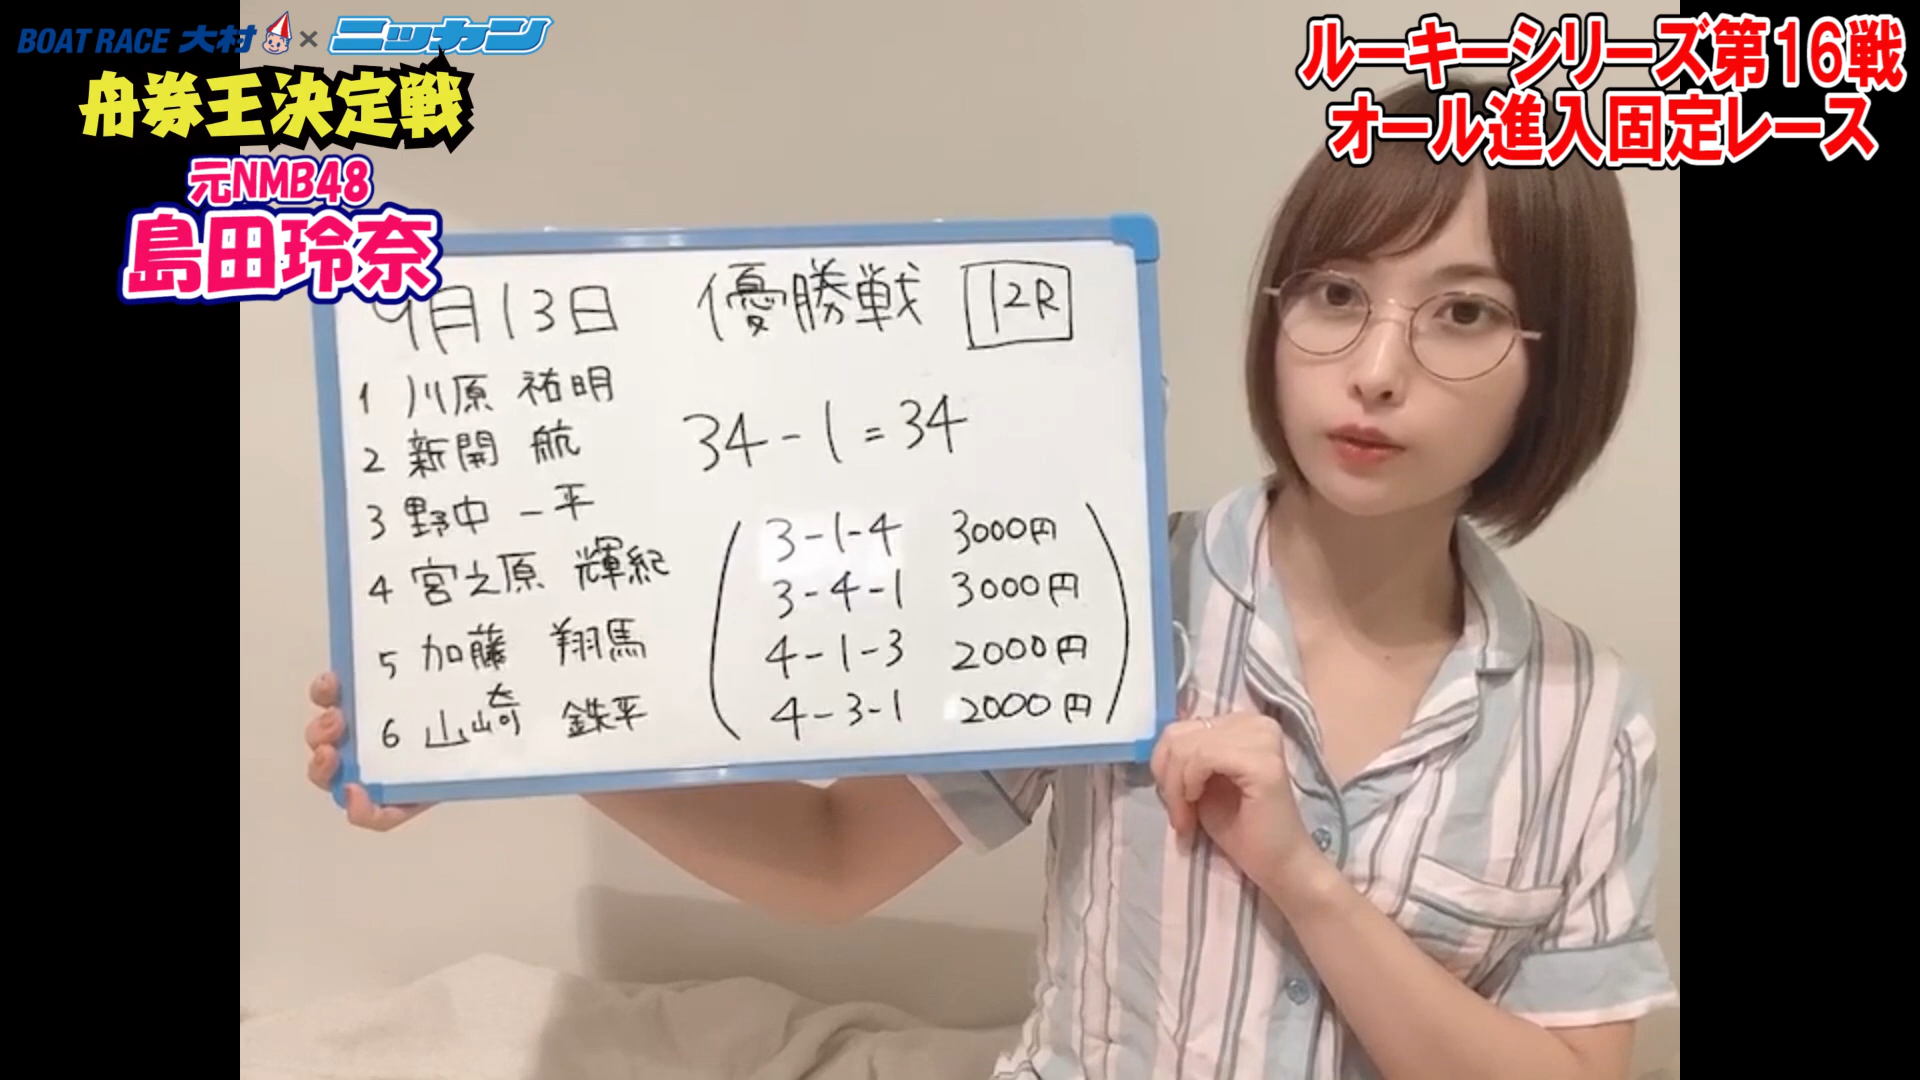 BOAT RACE 大村 × ニッカン
舟券王決定戦
元NMB48
島田玲奈
ルーキーシリーズ第16戦
オール進入固定レース
9月13日 優勝戦 12R
1 川原 祐明
2 新開 航
3 野中 一平
4 宮之原 輝紀
5 加藤 翔馬
6 山崎 鉄平
34-1=34
3-1-4 3000円
3-4-1 3000円
4-1-3 2000円
4-3-1 2000円